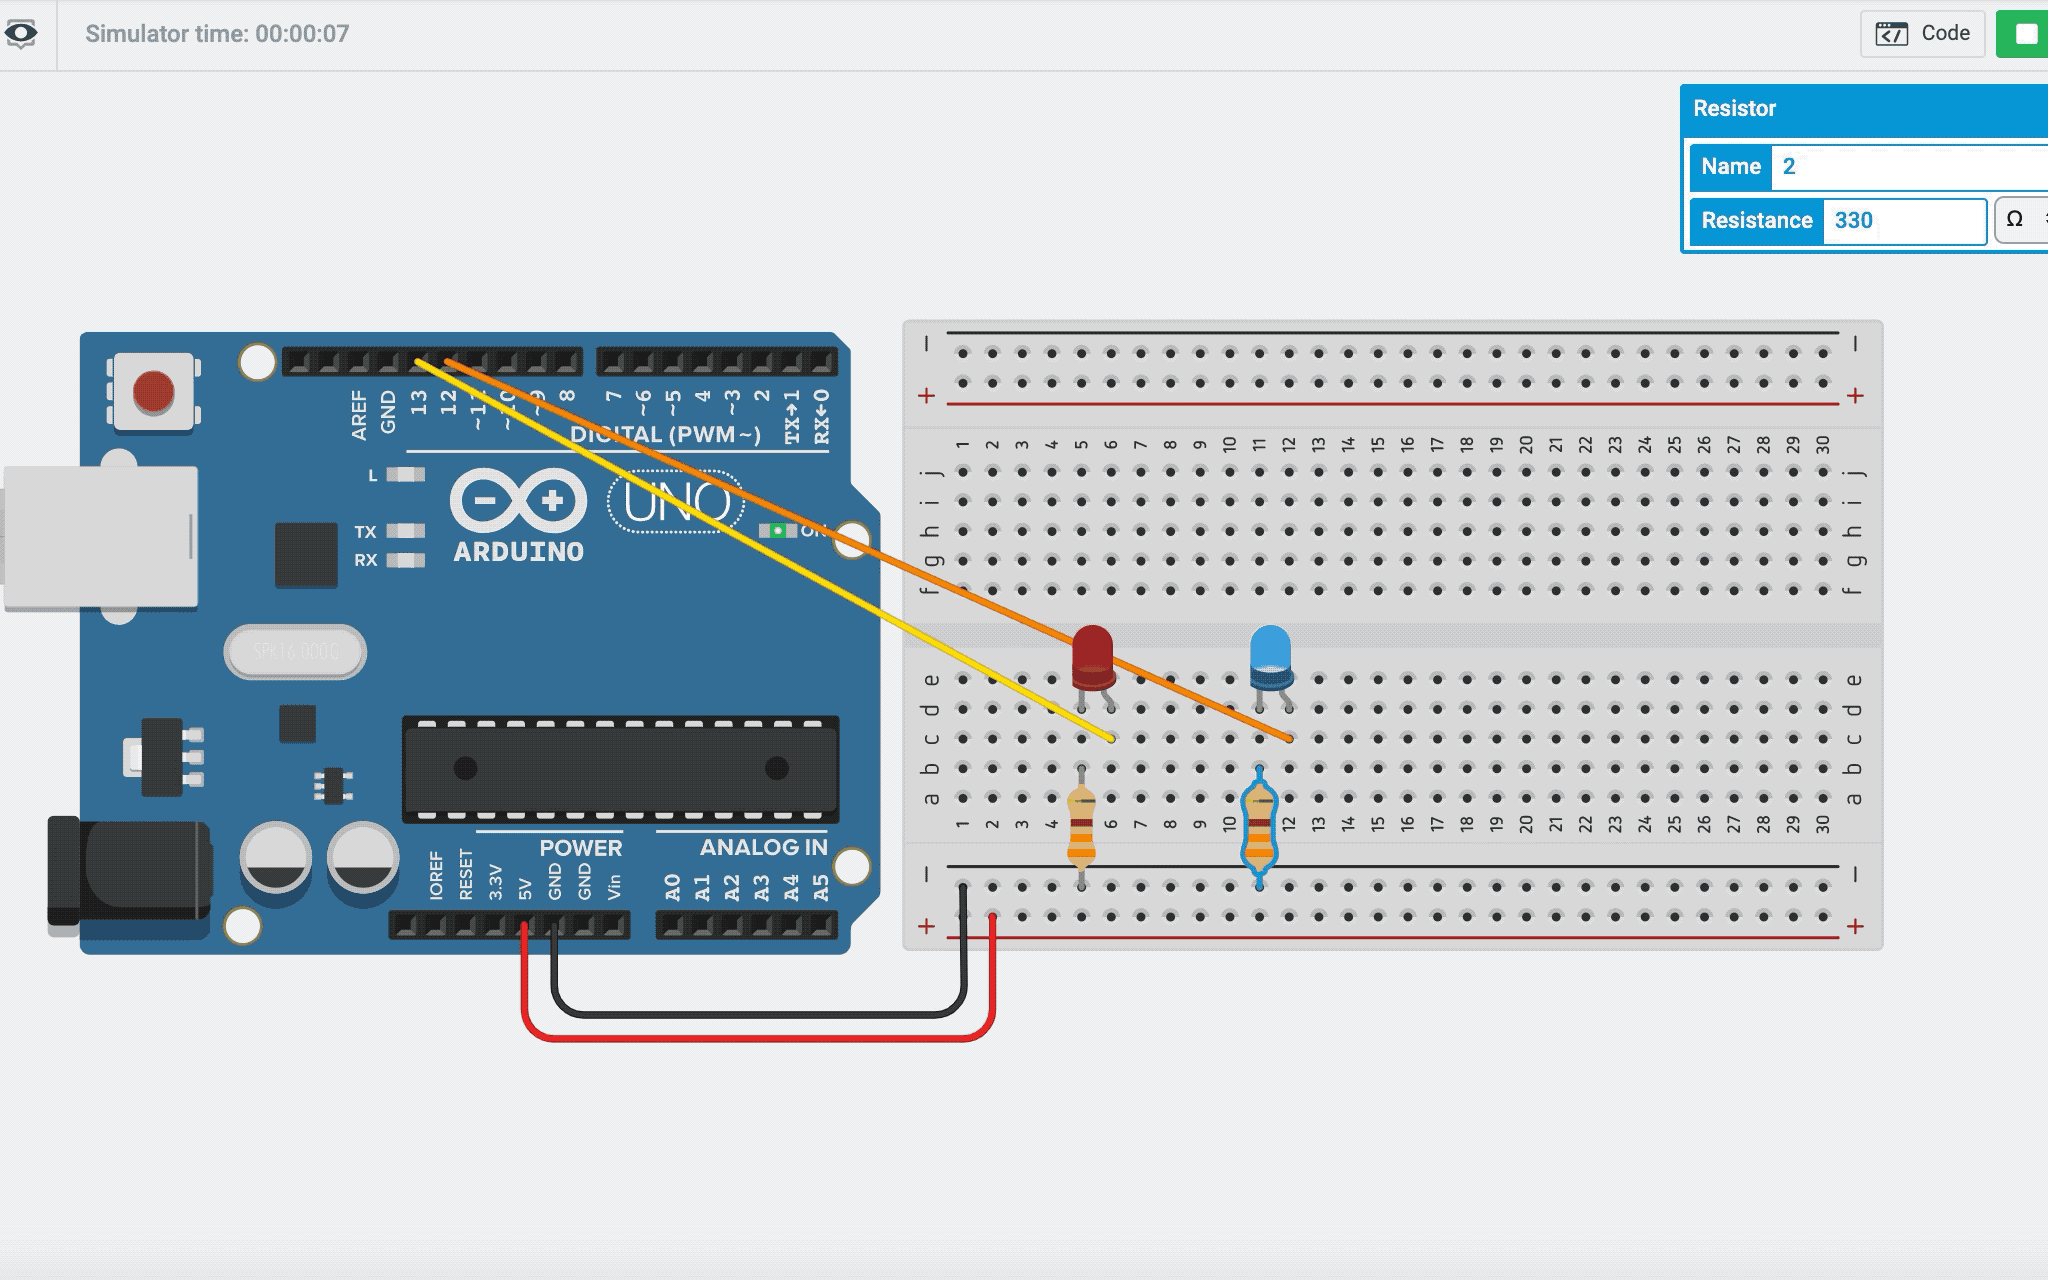 Simulator time: 00:00:07
Code
Resistor
Name 2
Resistance 330 Ω
AREF
GND
13
12
~11
~10
~9
8
7
~6
~5
4
~3
2
TX→1
RX←0
DIGITAL (PWM ~)
L
TX
RX
UNO
ON
ARDUINO
SPK16.000G
POWER
ANALOG IN
IOREF
RESET
3.3V
5V
GND
GND
Vin
A0
A1
A2
A3
A4
A5
− −
+ +
1 2 3 4 5 6 7 8 9 10 11 12 13 14 15 16 17 18 19 20 21 22 23 24 25 26 27 28 29 30
j j
i i
h h
g g
f f
e e
d d
c c
b b
a a
1 2 3 4 5 6 7 8 9 10 11 12 13 14 15 16 17 18 19 20 21 22 23 24 25 26 27 28 29 30
− −
+ +